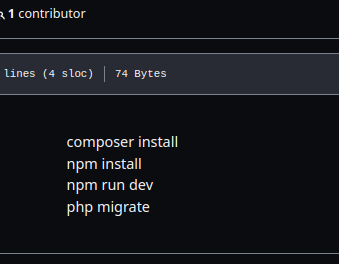 1 contributor
lines (4 sloc) 74 Bytes
composer install
npm install
npm run dev
php migrate